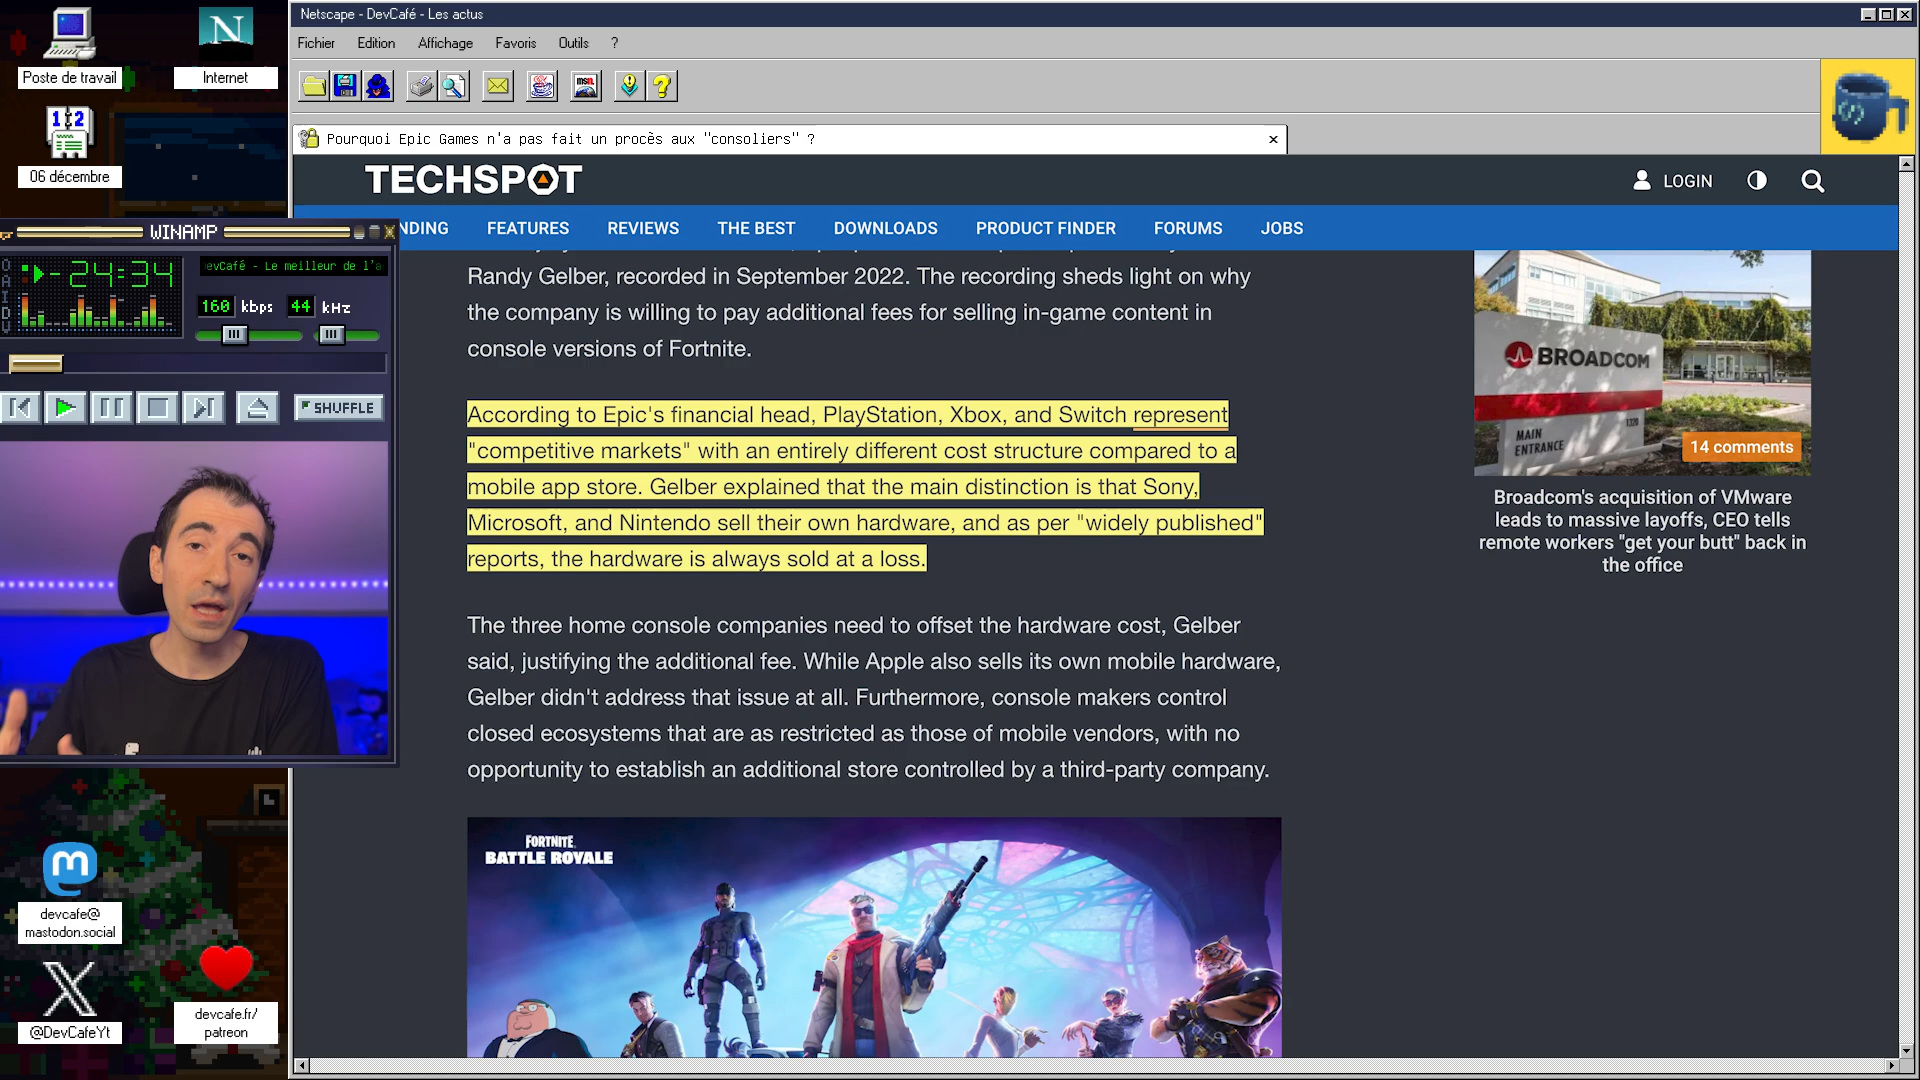 Netscape - DevCafé - Les actus
Fichier Edition Affichage Favoris Outils ?
msn
Pourquoi Epic Games n'a pas fait un procès aux "consoliers" ?
Poste de travail
N
Internet
12
06 décembre
TECHSPOT
LOGIN
NDING FEATURES REVIEWS THE BEST DOWNLOADS PRODUCT FINDER FORUMS JOBS
WINAMP
O
A
I
D
V
-24:34
evCafé - Le meilleur de l'a
160 kbps 44 kHz
SHUFFLE
Randy Gelber, recorded in September 2022. The recording sheds light on why
the company is willing to pay additional fees for selling in-game content in
console versions of Fortnite.
According to Epic's financial head, PlayStation, Xbox, and Switch represent
"competitive markets" with an entirely different cost structure compared to a
mobile app store. Gelber explained that the main distinction is that Sony,
Microsoft, and Nintendo sell their own hardware, and as per "widely published"
reports, the hardware is always sold at a loss.
The three home console companies need to offset the hardware cost, Gelber
said, justifying the additional fee. While Apple also sells its own mobile hardware,
Gelber didn't address that issue at all. Furthermore, console makers control
closed ecosystems that are as restricted as those of mobile vendors, with no
opportunity to establish an additional store controlled by a third-party company.
FORTNITE
BATTLE ROYALE
BROADCOM
MAIN
ENTRANCE
1320
14 comments
Broadcom's acquisition of VMware
leads to massive layoffs, CEO tells
remote workers "get your butt" back in
the office
devcafe@
mastodon.social
@DevCafeYt
devcafe.fr/
patreon